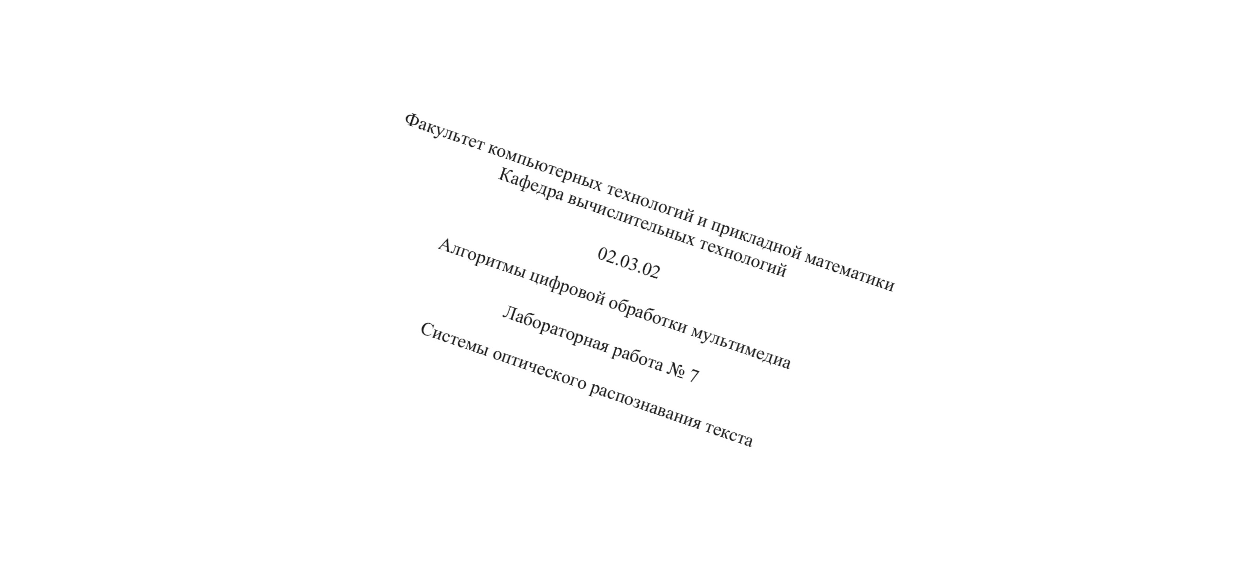 Факультет компьютерных технологий и прикладной математики
Кафедра вычислительных технологий
02.03.02
Алгоритмы цифровой обработки мультимедиа
Лабораторная работа № 7
Системы оптического распознавания текста